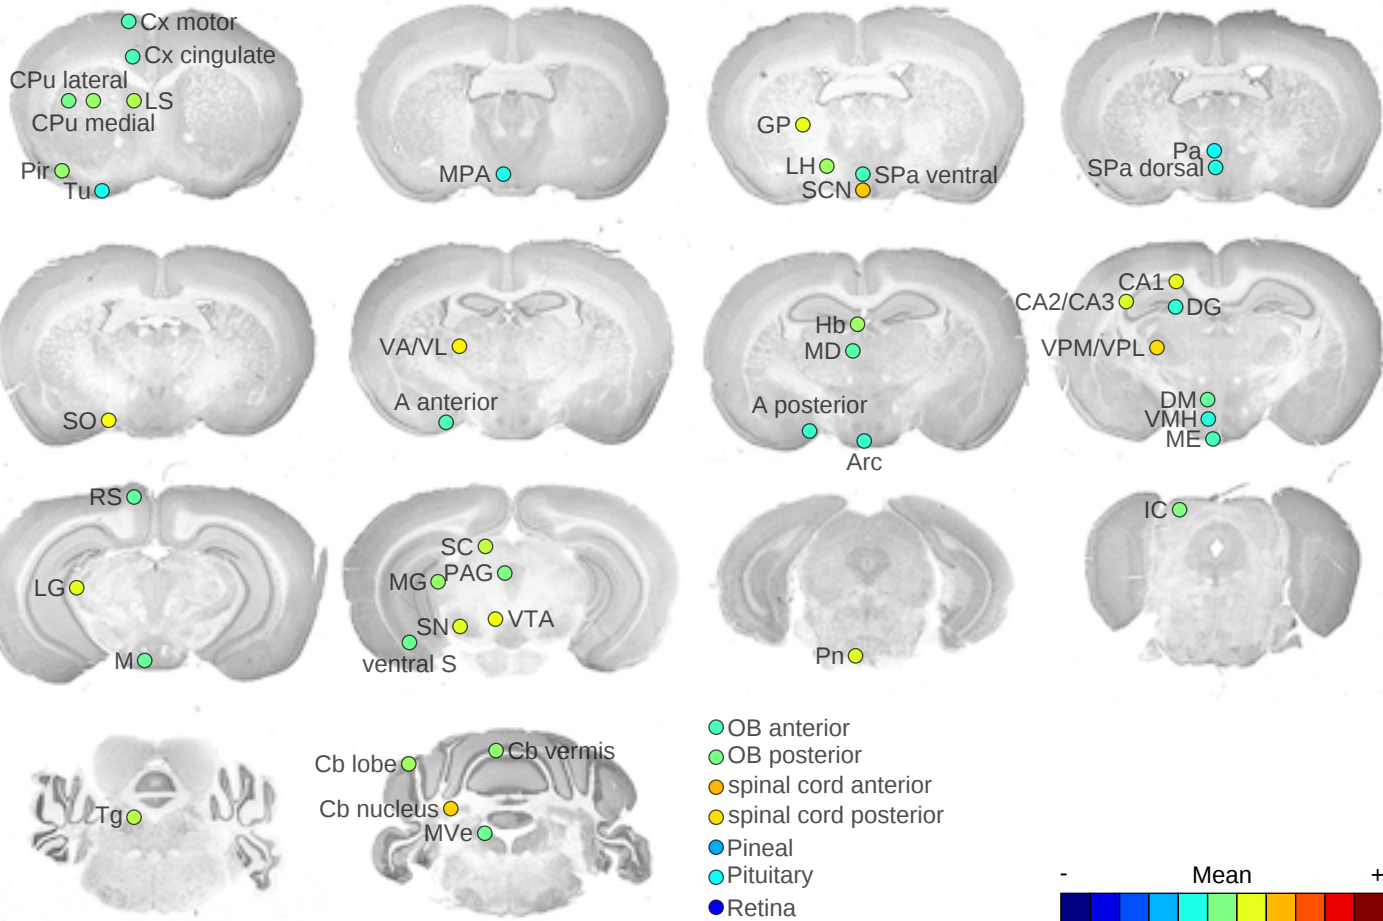 Cx motor
Cx cingulate
CPu lateral
LS
CPu medial
Pir
Tu
MPA
GP
LH
SPa ventral
SCN
Pa
SPa dorsal
SO
VA/VL
A anterior
Hb
MD
A posterior
Arc
CA1
CA2/CA3
DG
VPM/VPL
DM
VMH
ME
RS
LG
M
SC
PAG
MG
SN
VTA
ventral S
Pn
IC
Tg
Cb vermis
Cb lobe
Cb nucleus
MVe
OB anterior
OB posterior
spinal cord anterior
spinal cord posterior
Pineal
Pituitary
Retina
- Mean +